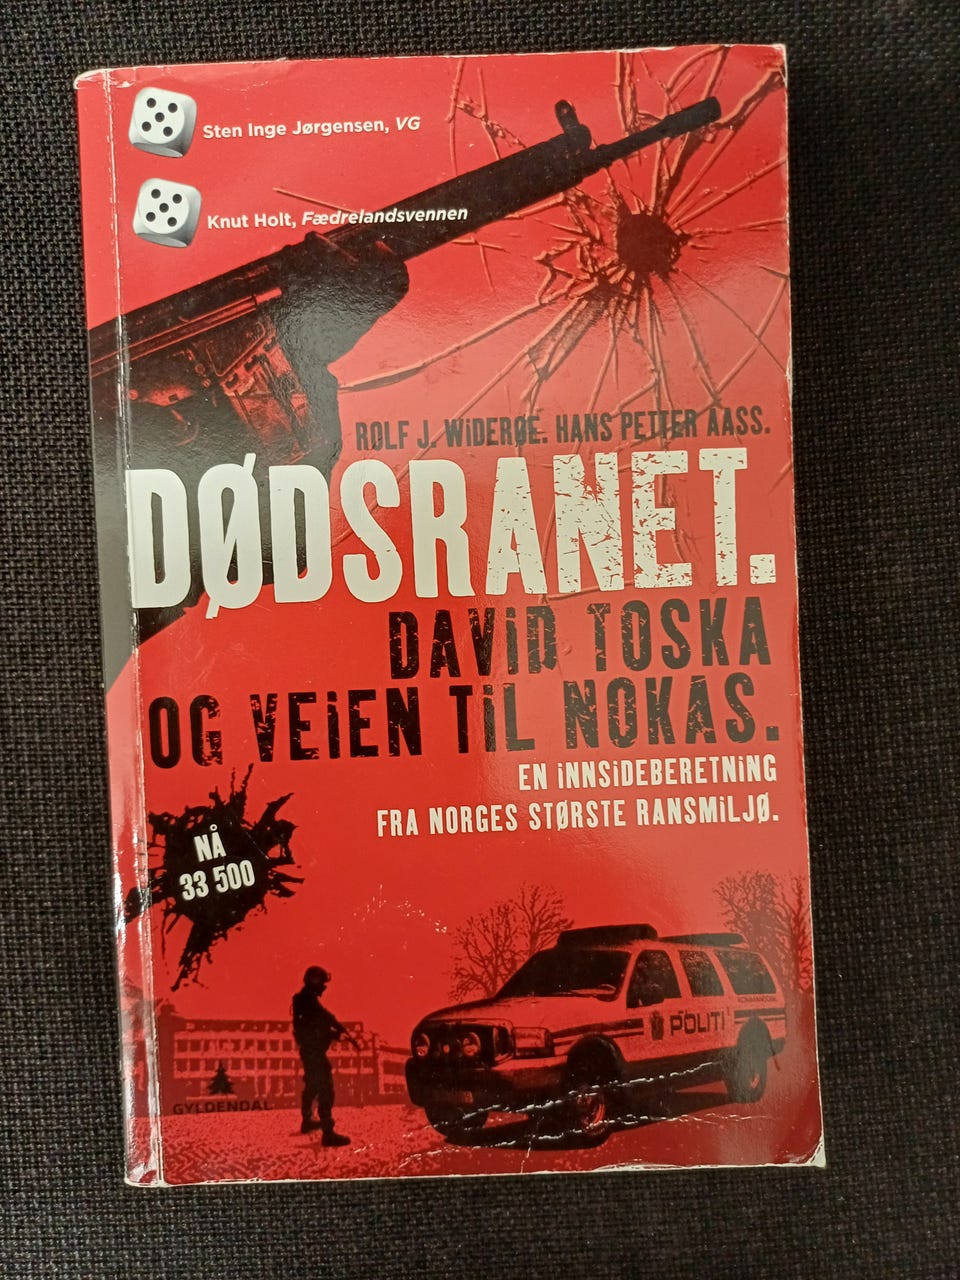 Sten Inge Jørgensen, VG
Knut Holt, Fædrelandsvennen
ROLF J. WiDERØE. HANS PETTER AASS.
DØDSRANET.
DAViD TOSKA
OG VEiEN TiL NOKAS.
EN iNNSiDEBERETNiNG
FRA NORGES STØRSTE RANSMiLJØ.
NÅ
33 500
KOMMANDOBIL
POLITI
GYLDENDAL